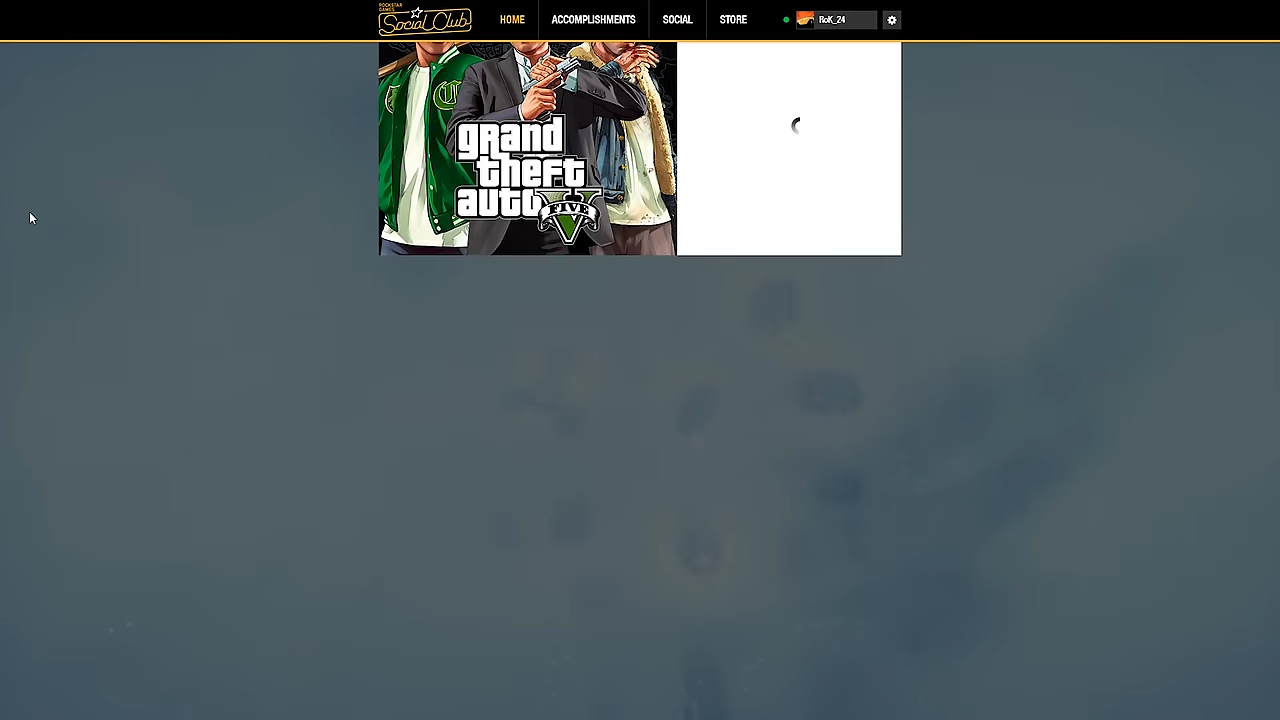 ROCKSTAR
GAMES
Social Club
HOME
ACCOMPLISHMENTS
SOCIAL
STORE
RoK_24
grand
theft
auto
FIVE
V